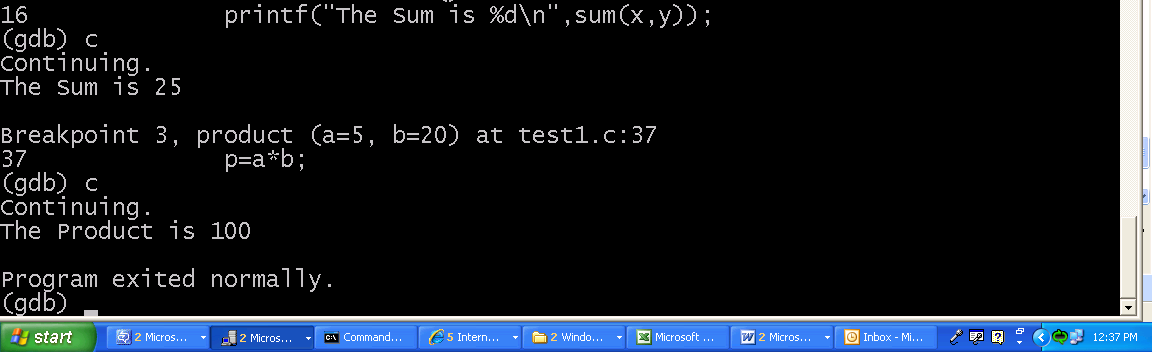 16              printf("The Sum is %d\n",sum(x,y));
(gdb) c
Continuing.
The Sum is 25
Breakpoint 3, product (a=5, b=20) at test1.c:37
37              p=a*b;
(gdb) c
Continuing.
The Product is 100
Program exited normally.
(gdb)
start 2 Micros... 2 Micros... Command... 5 Intern... 2 Windo... Microsoft ... 2 Micros... Inbox - Mi... 12:37 PM